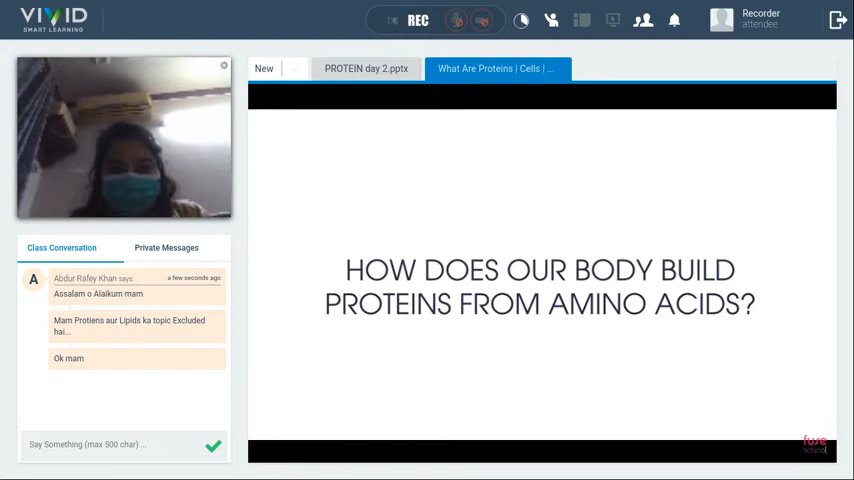 VIVID
SMART LEARNING
REC
Recorder
attendee
New
PROTEIN day 2.pptx
What Are Proteins | Cells | ...
HOW DOES OUR BODY BUILD
PROTEINS FROM AMINO ACIDS?
fuse
school
Class Conversation
Private Messages
A
Abdur Rafey Khan says:
a few seconds ago
Assalam o Alaikum mam
Mam Protiens aur Lipids ka topic Excluded
hai...
Ok mam
Say Something (max 500 char) ...